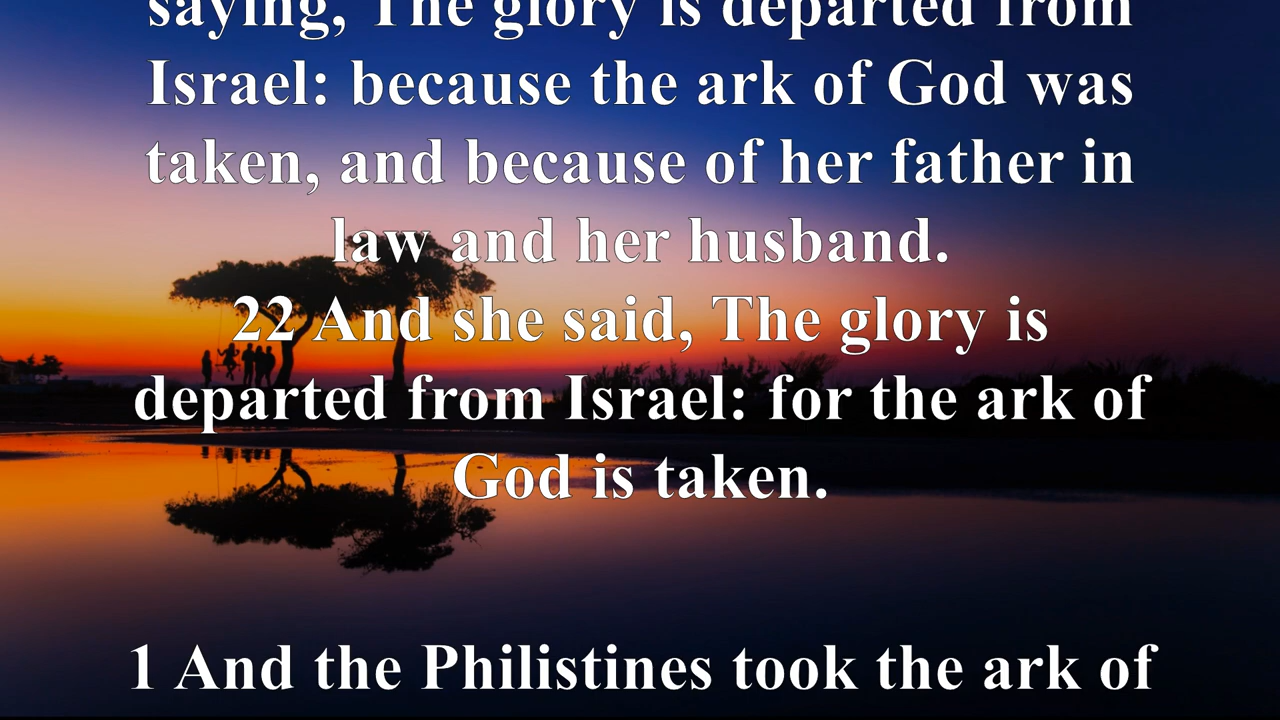 saying, The glory is departed from
Israel: because the ark of God was
taken, and because of her father in
law and her husband.
22 And she said, The glory is
departed from Israel: for the ark of
God is taken.
1 And the Philistines took the ark of